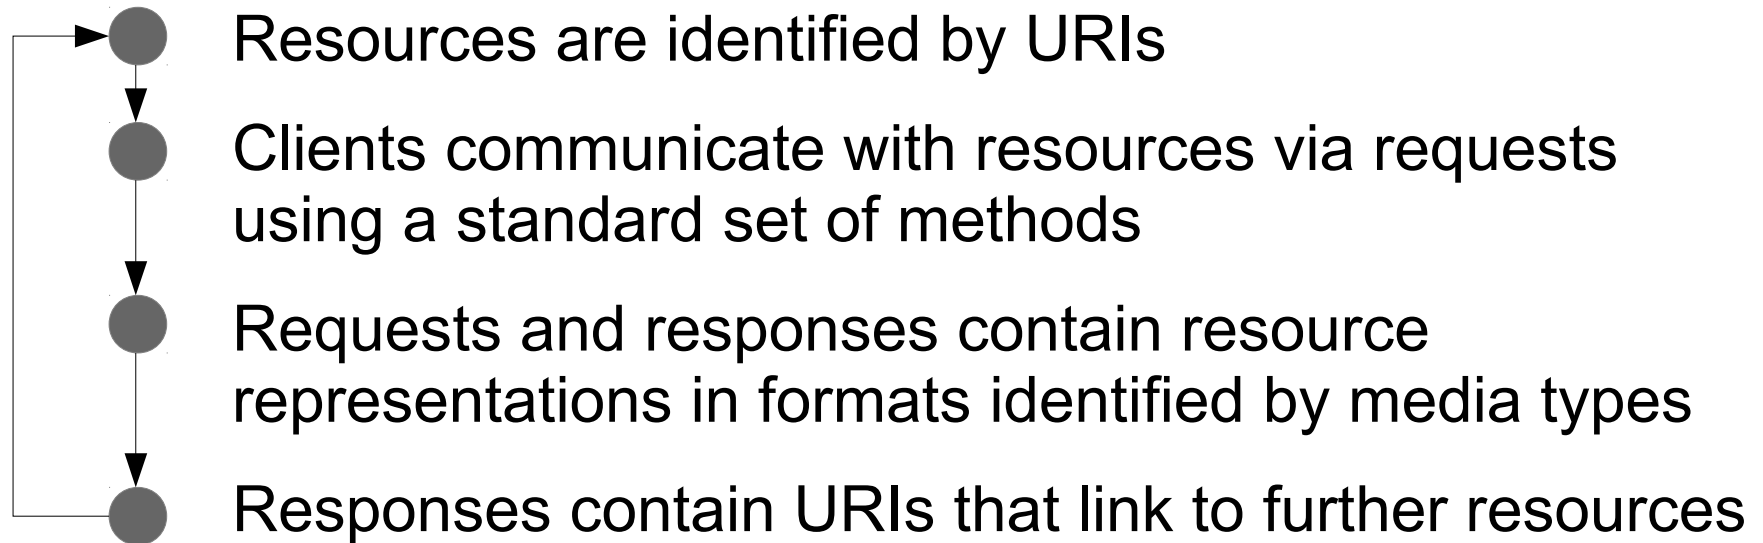 Resources are identified by URIs
Clients communicate with resources via requests
using a standard set of methods
Requests and responses contain resource
representations in formats identified by media types
Responses contain URIs that link to further resources